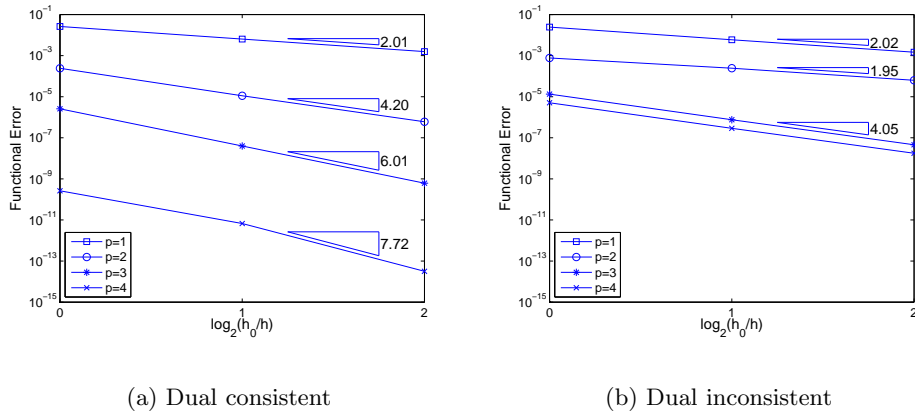 10⁻¹
10⁻³
10⁻⁵
10⁻⁷
10⁻⁹
10⁻¹¹
10⁻¹³
10⁻¹⁵
Functional Error
2.01
4.20
6.01
7.72
p=1
p=2
p=3
p=4
0
1
2
log₂(h₀/h)
(a) Dual consistent
10⁻¹
10⁻³
10⁻⁵
10⁻⁷
10⁻⁹
10⁻¹¹
10⁻¹³
10⁻¹⁵
Functional Error
2.02
1.95
4.05
p=1
p=2
p=3
p=4
0
1
2
log₂(h₀/h)
(b) Dual inconsistent